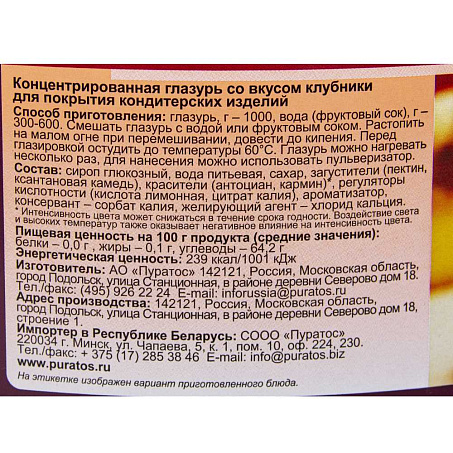 Концентрированная глазурь со вкусом клубники
для покрытия кондитерских изделий
Способ приготовления: глазурь, г – 1000, вода (фруктовый сок), г –
300-600. Смешать глазурь с водой или фруктовым соком. Растопить
на малом огне при перемешивании, довести до кипения. Перед
глазировкой остудить до температуры 60°С. Глазурь можно нагревать
несколько раз, для нанесения можно использовать пульверизатор.
Состав: сироп глюкозный, вода питьевая, сахар, загустители (пектин,
ксантановая камедь), красители (антоциан, кармин)*, регуляторы
кислотности (кислота лимонная, цитрат калия), ароматизатор,
консервант – сорбат калия, желирующий агент – хлорид кальция.
* Интенсивность цвета может снижаться в течение срока годности. Воздействие света
и высоких температур также оказывает негативное влияние на интенсивность цвета.
Пищевая ценность на 100 г продукта (средние значения):
белки – 0,0 г, жиры – 0,1 г, углеводы – 64,2 г
Энергетическая ценность: 239 ккал/1001 кДж
Изготовитель: АО «Пуратос» 142121, Россия, Московская область,
город Подольск, улица Станционная, в районе деревни Северово дом 18.
Тел.: (495) 926 22 24 E-mail: inforussia@puratos.com
Адрес производства: 142121, Россия, Московская область,
город Подольск, улица Станционная, в районе деревни Северово дом 18,
строение 1.
Импортер в Республике Беларусь: СООО "Пуратос"
220034 г. Минск, ул. Чапаева, 5, к. 1, пом. 10, оф. 224, 230.
Тел./факс: + 375 (17) 285 38 46 E-mail: info@puratos.biz
www.puratos.ru
На этикетке изображен вариант приготовленного блюда.